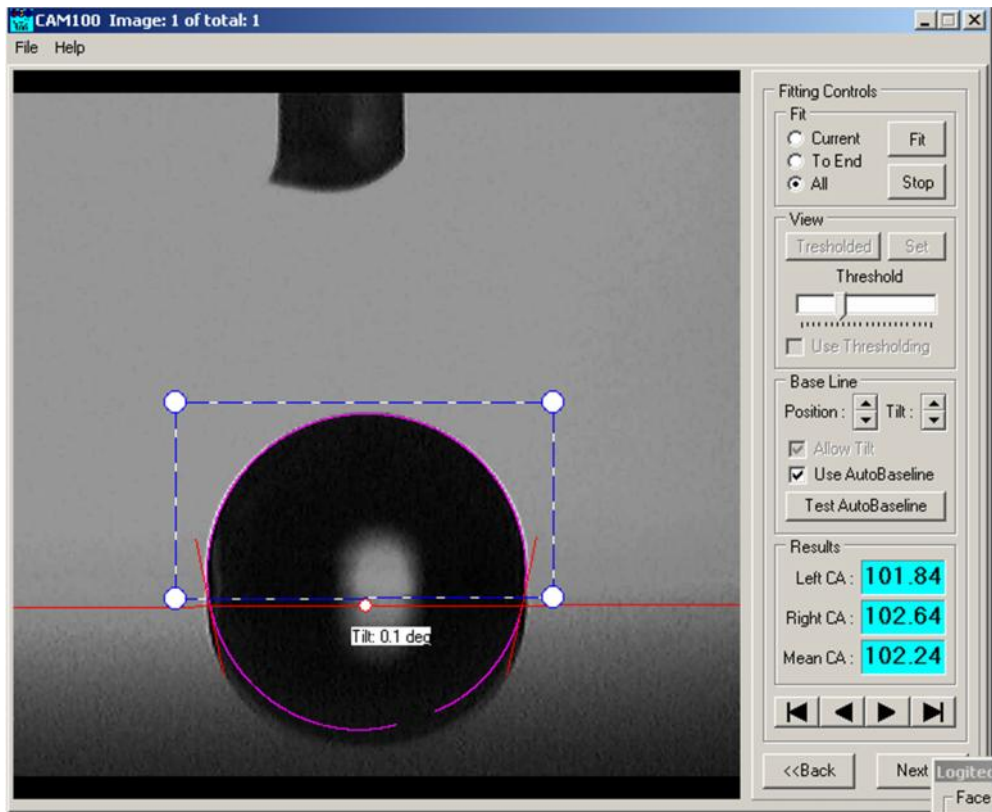 CAM100 Image: 1 of total: 1
File Help
Fitting Controls
Fit
Current
Fit
To End
All
Stop
View
Tresholded
Set
Threshold
Use Thresholding
Base Line
Position :
Tilt :
Allow Tilt
Use AutoBaseline
Test AutoBaseline
Results
Left CA : 101.84
Right CA : 102.64
Mean CA : 102.24
Tilt: 0.1 deg
<<Back
Next
Logitec
Face